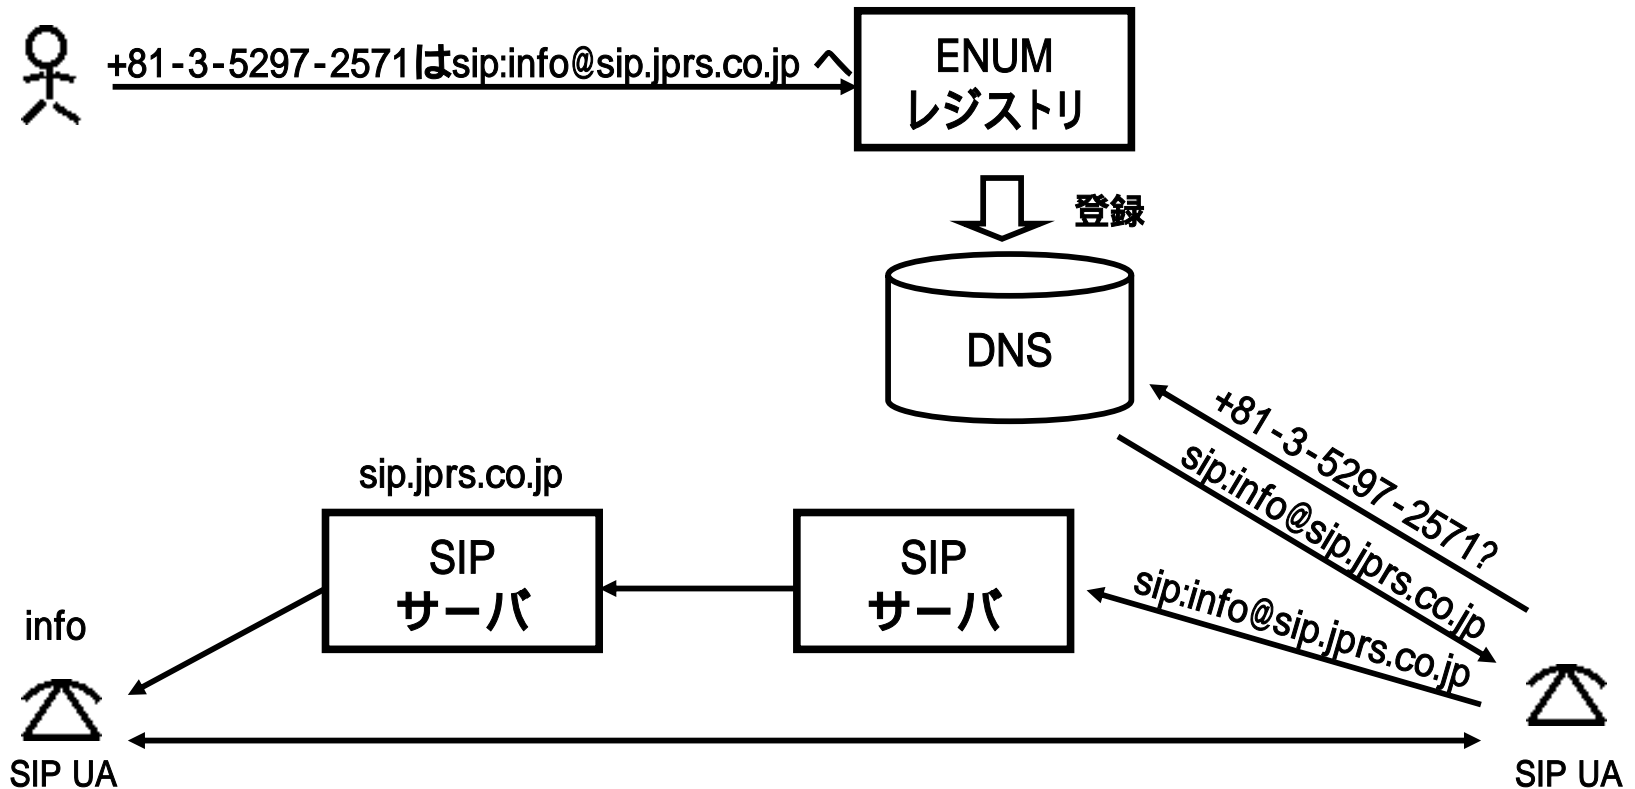 +81-3-5297-2571はsip:info@sip.jprs.co.jp へ
ENUM
レジストリ
登録
DNS
+81-3-5297-2571?
sip:info@sip.jprs.co.jp
sip:info@sip.jprs.co.jp
sip.jprs.co.jp
SIP
サーバ
SIP
サーバ
info
SIP UA
SIP UA